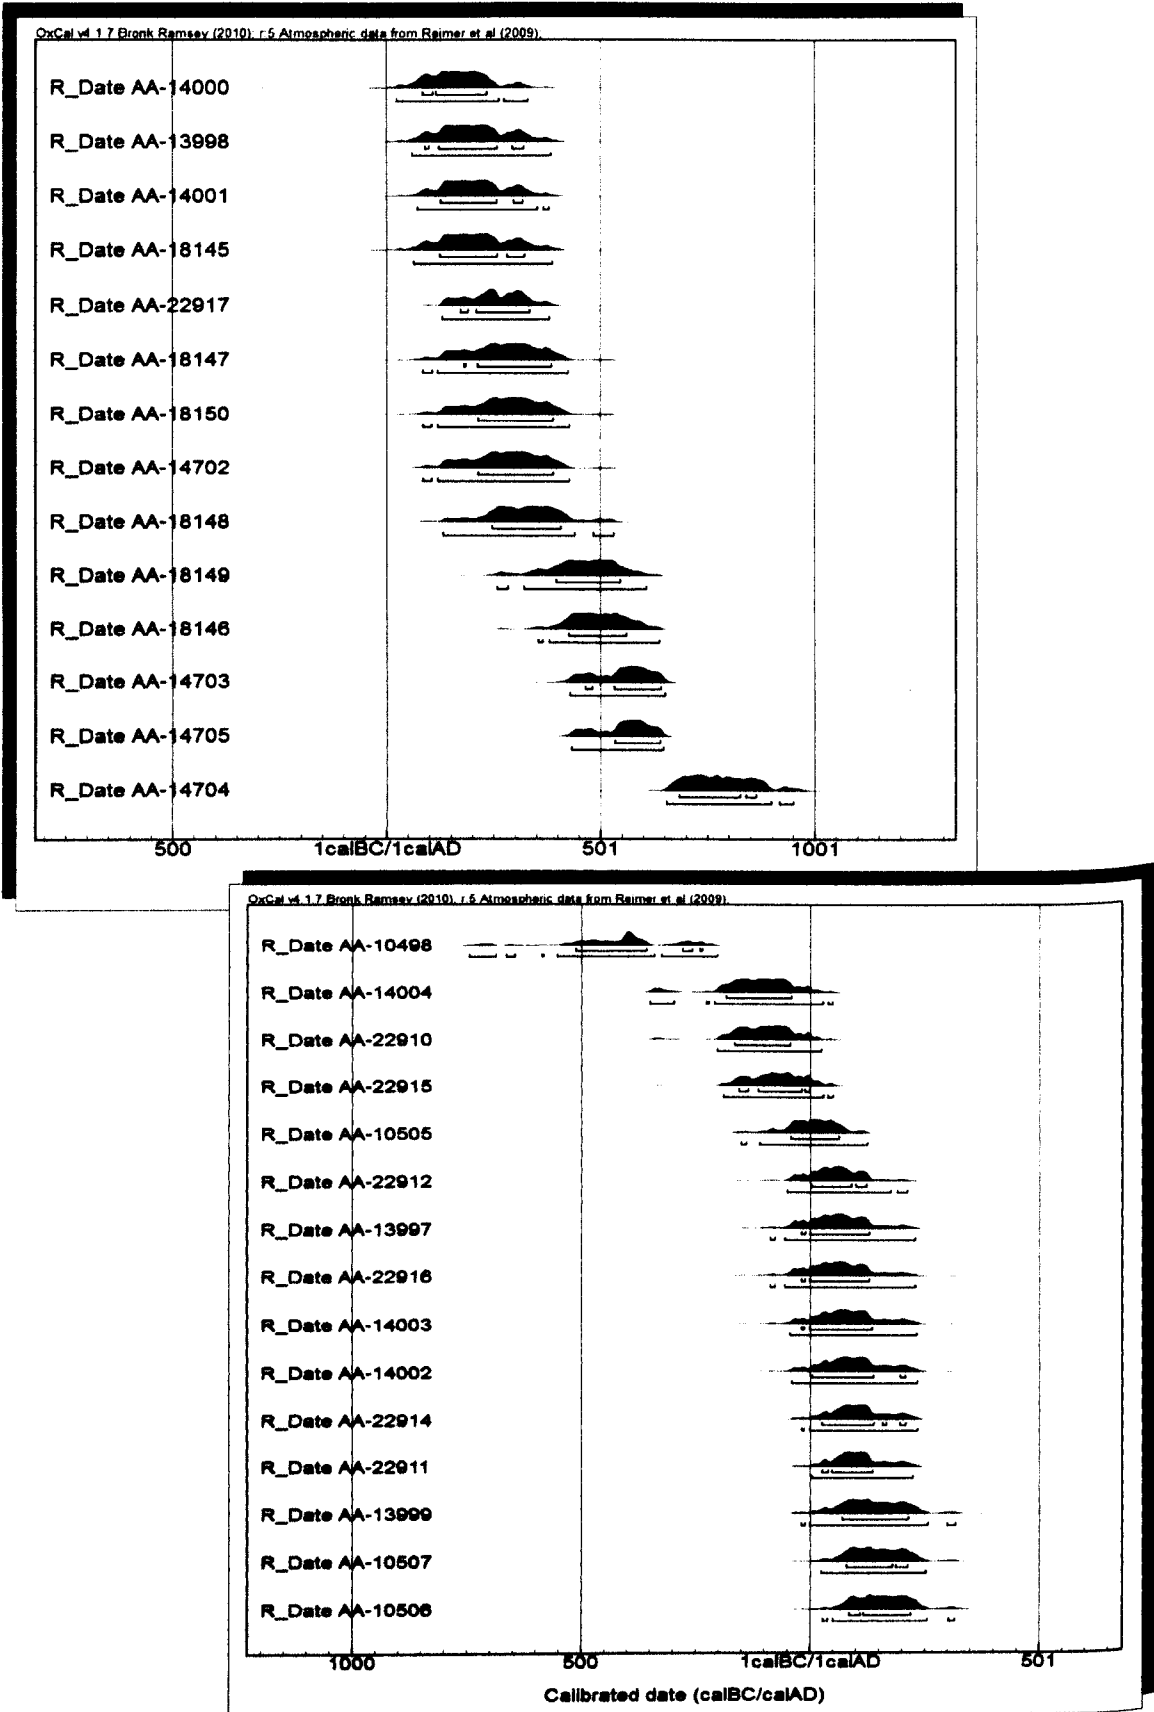 OxCal v4.1.7 Bronk Ramsey (2010); r:5 Atmospheric data from Reimer et al (2009);
R_Date AA-14000
R_Date AA-13998
R_Date AA-14001
R_Date AA-18145
R_Date AA-22917
R_Date AA-18147
R_Date AA-18150
R_Date AA-14702
R_Date AA-18148
R_Date AA-18149
R_Date AA-18146
R_Date AA-14703
R_Date AA-14705
R_Date AA-14704
500 1calBC/1calAD 501 1001
OxCal v4.1.7 Bronk Ramsey (2010); r:5 Atmospheric data from Reimer et al (2009);
R_Date AA-10498
R_Date AA-14004
R_Date AA-22910
R_Date AA-22915
R_Date AA-10505
R_Date AA-22912
R_Date AA-13997
R_Date AA-22916
R_Date AA-14003
R_Date AA-14002
R_Date AA-22914
R_Date AA-22911
R_Date AA-13999
R_Date AA-10507
R_Date AA-10506
1000 500 1calBC/1calAD 501
Calibrated date (calBC/calAD)